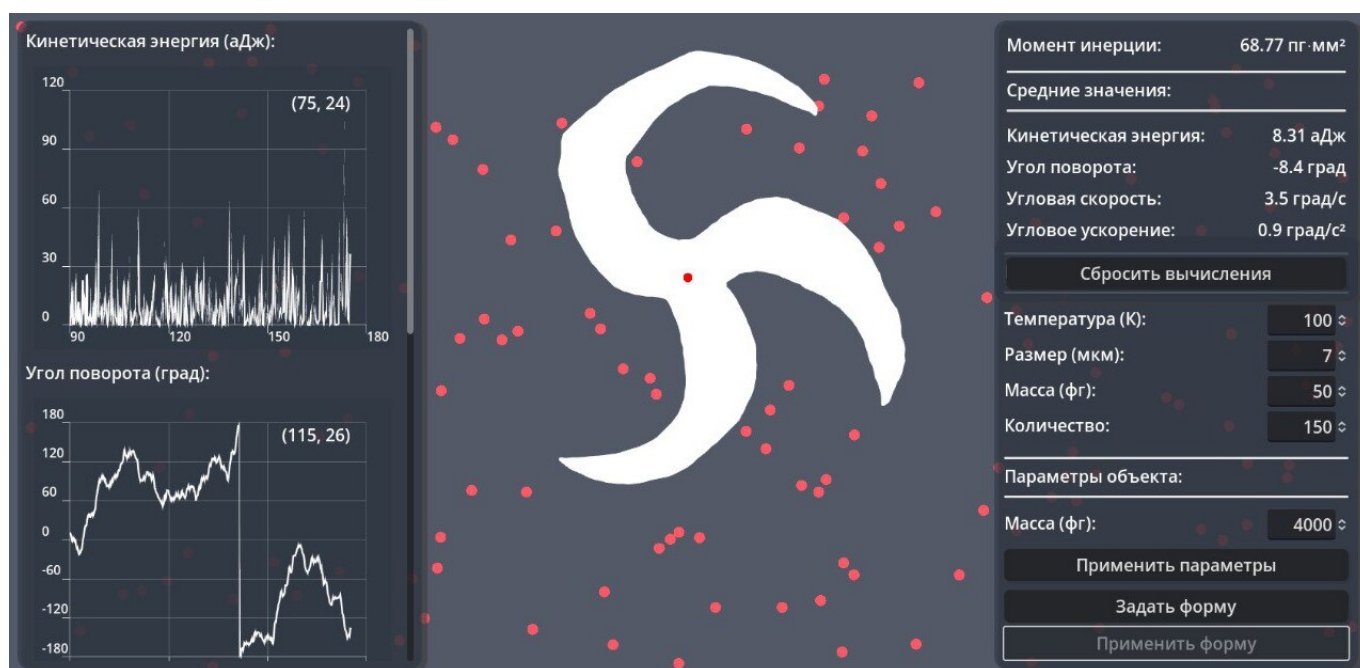 Кинетическая энергия (аДж):
120
(75, 24)
90
60
30
0
90 120 150 180
Угол поворота (град):
180
(115, 26)
120
60
0
-60
-120
-180
Момент инерции: 68.77 пг·мм²
Средние значения:
Кинетическая энергия: 8.31 аДж
Угол поворота: -8.4 град
Угловая скорость: 3.5 град/с
Угловое ускорение: 0.9 град/с²
Сбросить вычисления
Температура (К): 100
Размер (мкм): 7
Масса (фг): 50
Количество: 150
Параметры объекта:
Масса (фг): 4000
Применить параметры
Задать форму
Применить форму